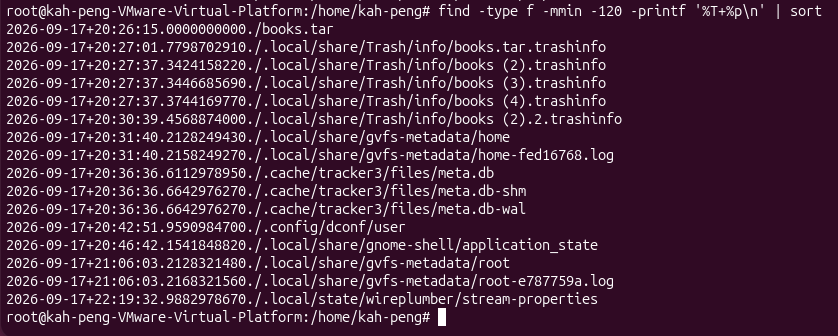 root@kah-peng-VMware-Virtual-Platform:/home/kah-peng# find -type f -mmin -120 -printf '%T+%p\n' | sort
2026-09-17+20:26:15.0000000000./books.tar
2026-09-17+20:27:01.7798702910./.local/share/Trash/info/books.tar.trashinfo
2026-09-17+20:27:37.3424158220./.local/share/Trash/info/books (2).trashinfo
2026-09-17+20:27:37.3446685690./.local/share/Trash/info/books (3).trashinfo
2026-09-17+20:27:37.3744169770./.local/share/Trash/info/books (4).trashinfo
2026-09-17+20:30:39.4568874000./.local/share/Trash/info/books (2).2.trashinfo
2026-09-17+20:31:40.2128249430./.local/share/gvfs-metadata/home
2026-09-17+20:31:40.2158249270./.local/share/gvfs-metadata/home-fed16768.log
2026-09-17+20:36:36.6112978950./.cache/tracker3/files/meta.db
2026-09-17+20:36:36.6642976270./.cache/tracker3/files/meta.db-shm
2026-09-17+20:36:36.6642976270./.cache/tracker3/files/meta.db-wal
2026-09-17+20:42:51.9590984700./.config/dconf/user
2026-09-17+20:46:42.1541848820./.local/share/gnome-shell/application_state
2026-09-17+21:06:03.2128321480./.local/share/gvfs-metadata/root
2026-09-17+21:06:03.2168321560./.local/share/gvfs-metadata/root-e787759a.log
2026-09-17+22:19:32.9882978670./.local/state/wireplumber/stream-properties
root@kah-peng-VMware-Virtual-Platform:/home/kah-peng#